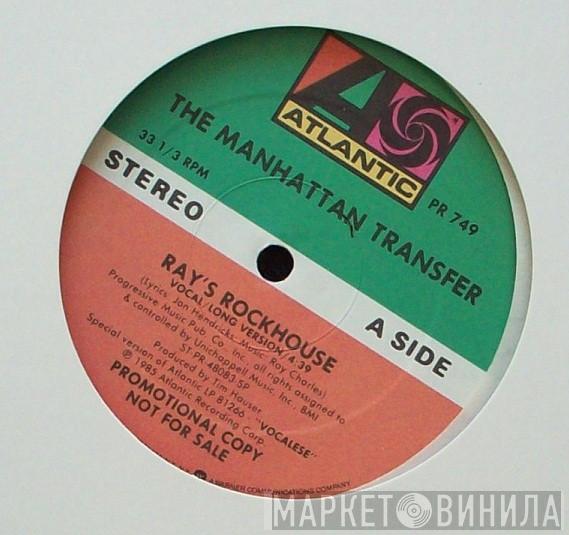 ATLANTIC
PR 749
THE MANHATTAN TRANSFER
33 1/3 RPM
STEREO
A SIDE
RAY'S ROCKHOUSE
VOCAL/LONG VERSION/4:39
(Lyrics: Jon Hendricks, Music: Ray Charles)
Progressive Music Pub. Co., Inc., all rights assigned to
& controlled by Unichappell Music, Inc., BMI
ST-PR-48083-SP
Produced by Tim Hauser
Special version on Atlantic LP 81266 - "VOCALESE"
℗ 1985 Atlantic Recording Corp.
PROMOTIONAL COPY
NOT FOR SALE
A WARNER COMMUNICATIONS COMPANY
МАРКЕТ ВИНИЛА